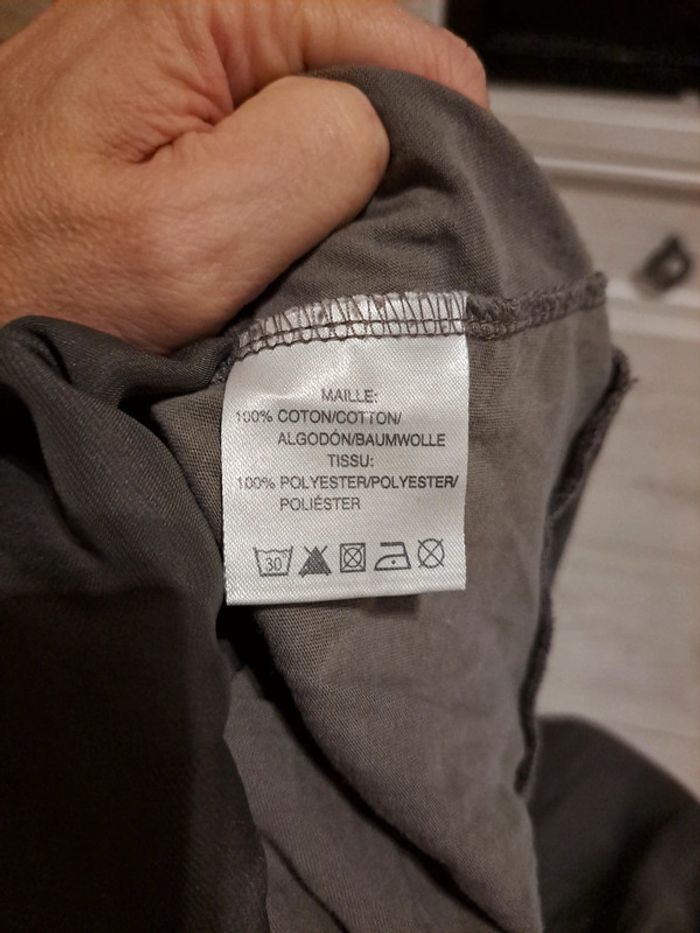 MAILLE:
100% COTON/COTTON/
ALGODÓN/BAUMWOLLE
TISSU:
100% POLYESTER/POLYESTER/
POLIÉSTER
30